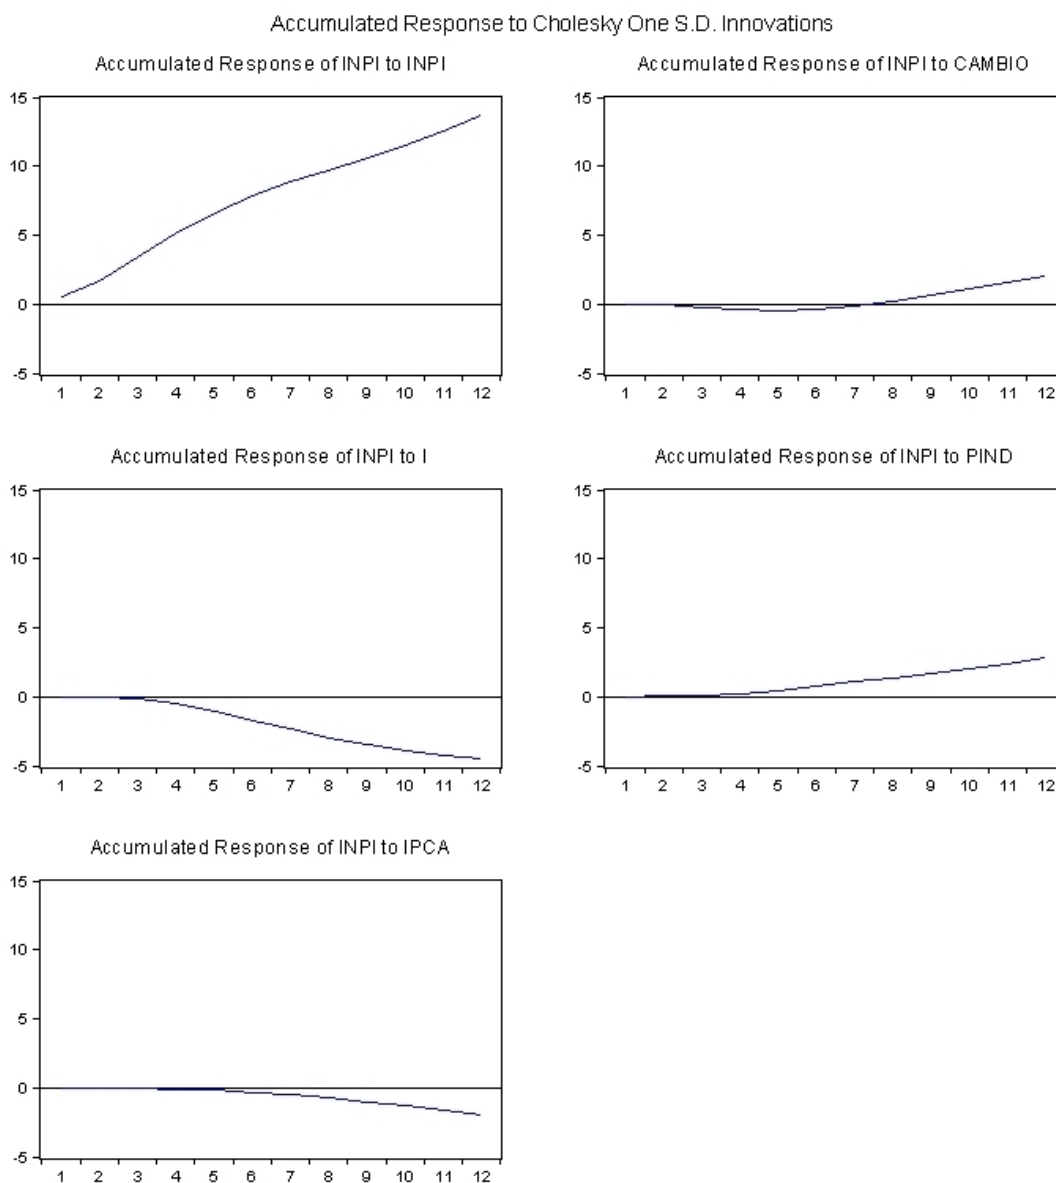 Accumulated Response to Cholesky One S.D. Innovations
Accumulated Response of INPI to INPI
15
10
5
0
-5
1 2 3 4 5 6 7 8 9 10 11 12
Accumulated Response of INPI to CAMBIO
15
10
5
0
-5
1 2 3 4 5 6 7 8 9 10 11 12
Accumulated Response of INPI to I
15
10
5
0
-5
1 2 3 4 5 6 7 8 9 10 11 12
Accumulated Response of INPI to PIND
15
10
5
0
-5
1 2 3 4 5 6 7 8 9 10 11 12
Accumulated Response of INPI to IPCA
15
10
5
0
-5
1 2 3 4 5 6 7 8 9 10 11 12